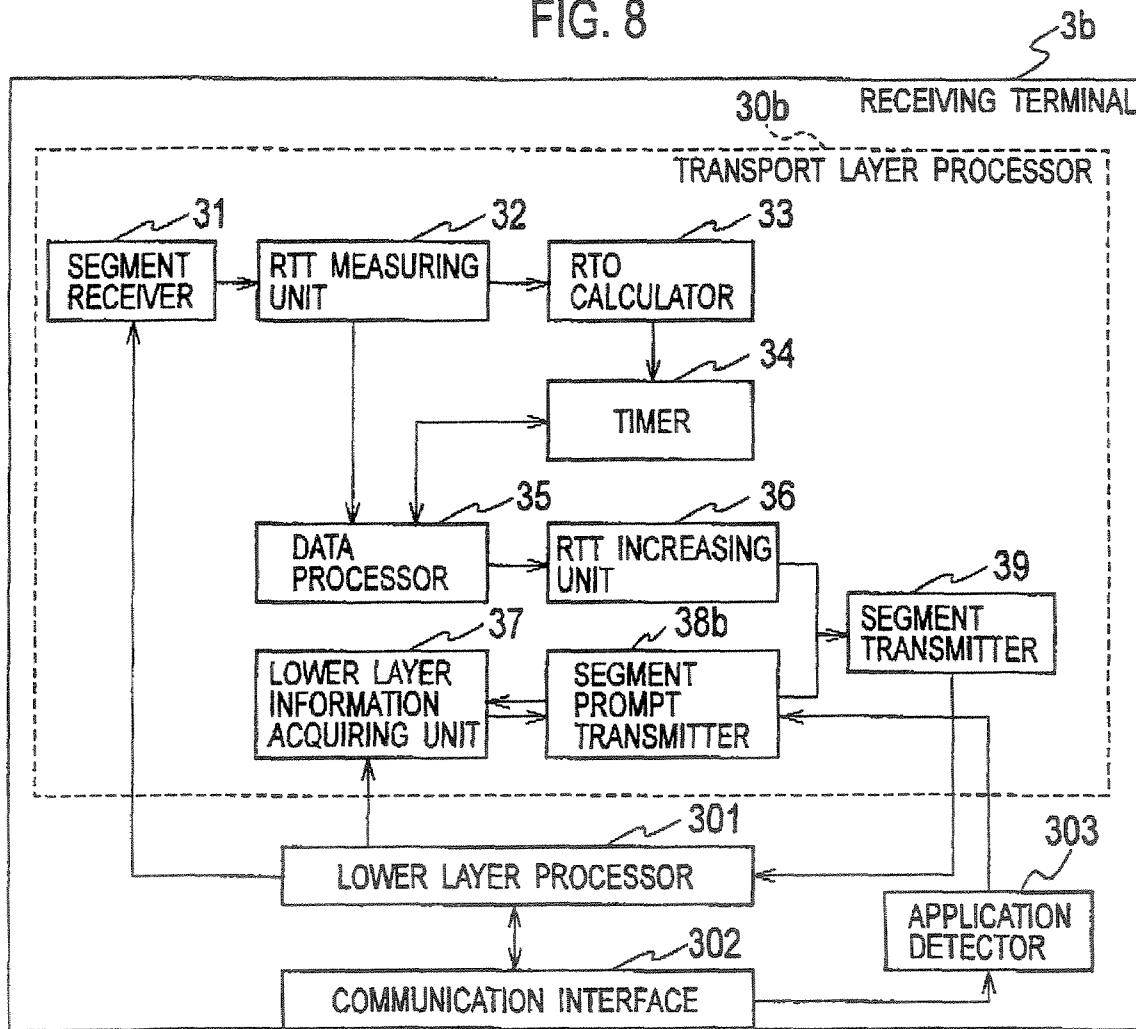 FIG. 8
3b
RECEIVING TERMINAL
30b
TRANSPORT LAYER PROCESSOR
31
32
33
SEGMENT
RECEIVER
RTT MEASURING
UNIT
RTO
CALCULATOR
34
TIMER
35
36
DATA
PROCESSOR
RTT INCREASING
UNIT
39
SEGMENT
TRANSMITTER
37
38b
LOWER LAYER
INFORMATION
ACQUIRING UNIT
SEGMENT
PROMPT
TRANSMITTER
301
LOWER LAYER PROCESSOR
303
APPLICATION
DETECTOR
302
COMMUNICATION INTERFACE